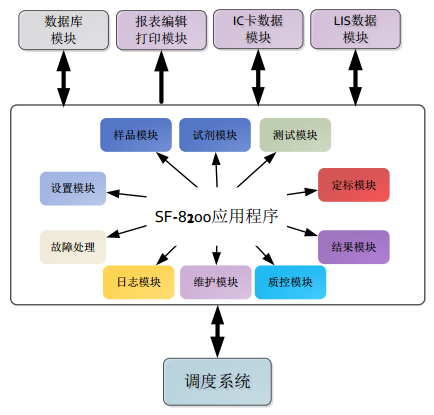 数据库
模块
报表编辑
打印模块
IC卡数据
模块
LIS数据
模块
样品模块
试剂模块
测试模块
设置模块
定标模块
SF-8200应用程序
故障处理
结果模块
日志模块
维护模块
质控模块
调度系统